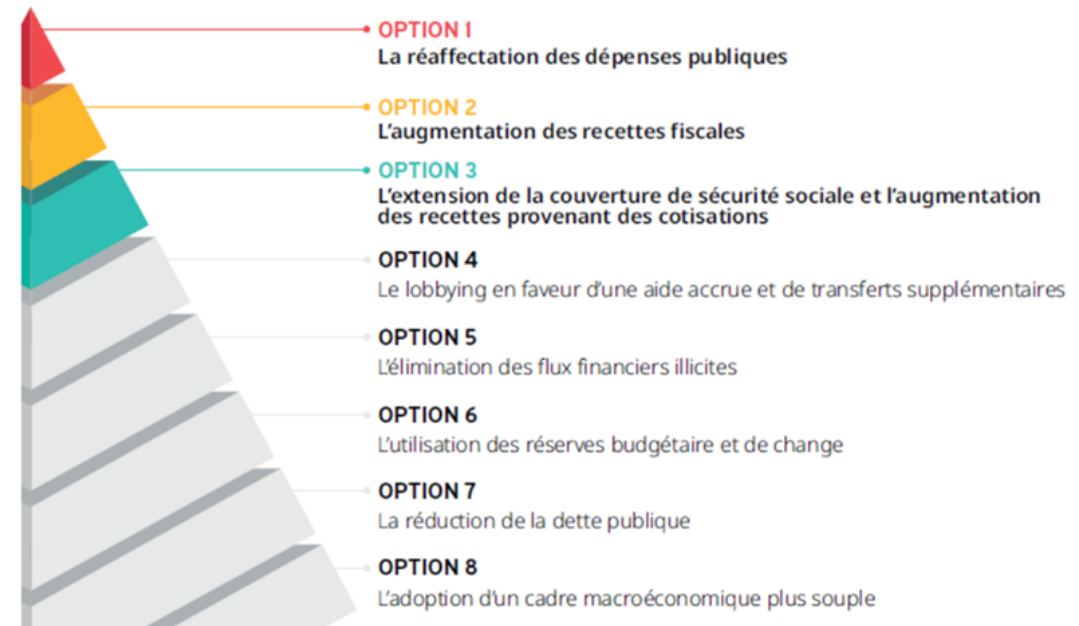 OPTION 1
La réaffectation des dépenses publiques
OPTION 2
L'augmentation des recettes fiscales
OPTION 3
L'extension de la couverture de sécurité sociale et l'augmentation
des recettes provenant des cotisations
OPTION 4
Le lobbying en faveur d'une aide accrue et de transferts supplémentaires
OPTION 5
L'élimination des flux financiers illicites
OPTION 6
L'utilisation des réserves budgétaire et de change
OPTION 7
La réduction de la dette publique
OPTION 8
L'adoption d'un cadre macroéconomique plus souple